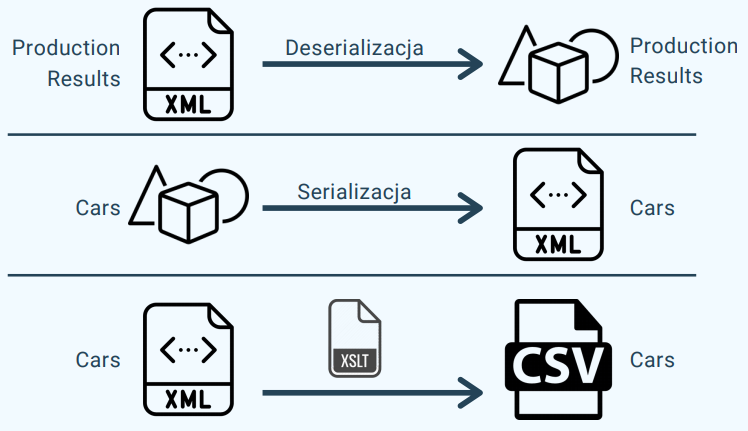 Production
Results
XML
Deserializacja
Production
Results
Cars
Serializacja
XML
Cars
Cars
XML
XSLT
CSV
Cars